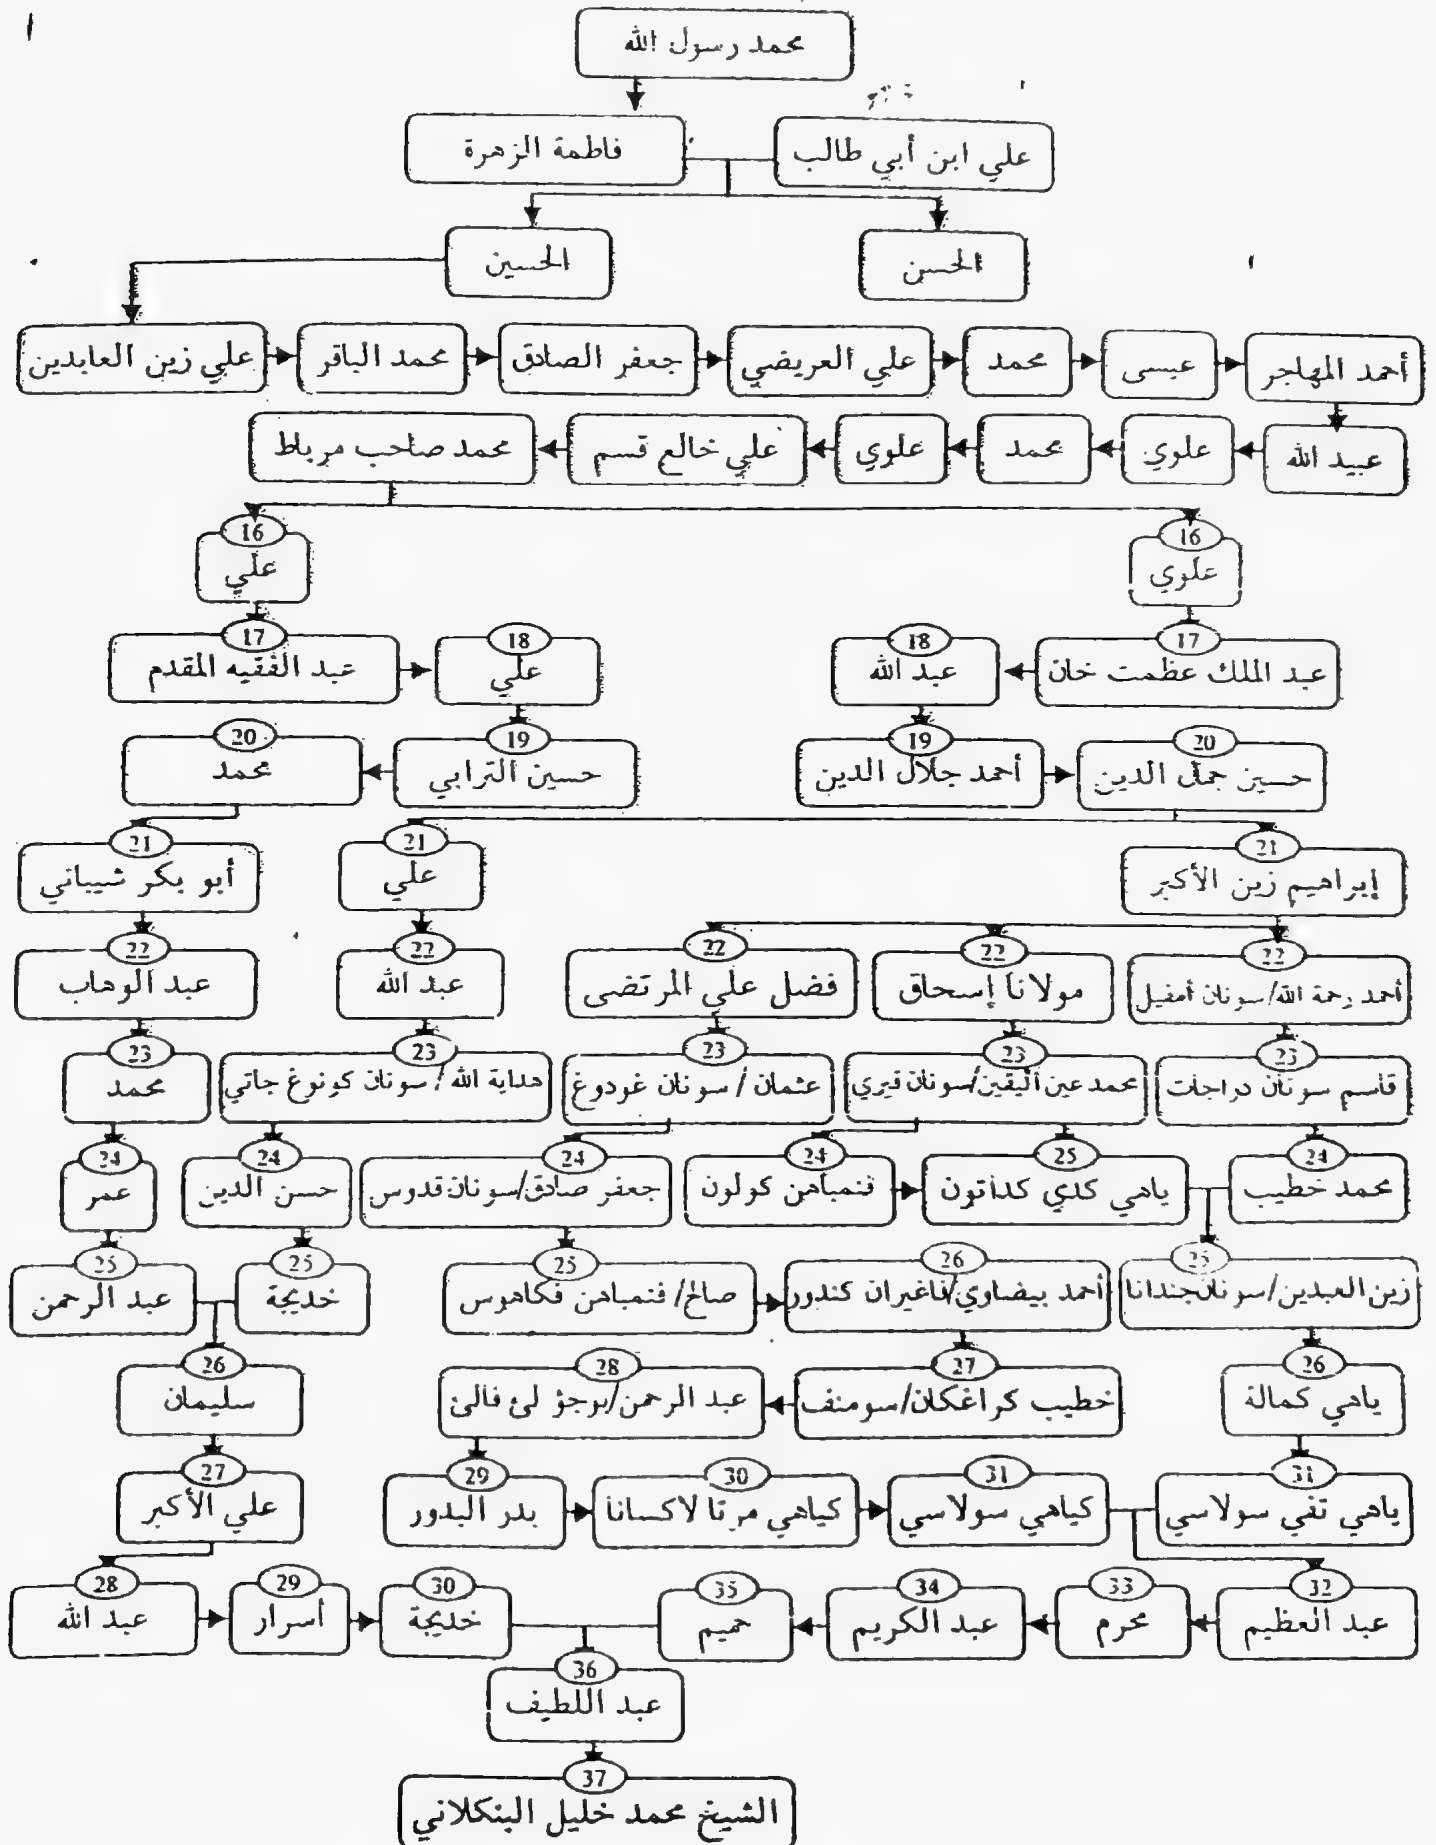 محمد رسول الله
علي ابن أبي طالب
فاطمة الزهرة
الحسن
الحسين
علي زين العابدين
محمد الباقر
جعفر الصادق
علي العريضي
محمد
عيسى
أحمد المهاجر
عبيد الله
علوي
محمد
علوي
علي خالع قسم
محمد صاحب مرباط
16
علوي
16
علي
17
عبد الملك عظمت خان
18
عبد الله
18
علي
17
عبد الفقيه المقدم
20
حسين جمال الدين
19
أحمد جلال الدين
19
حسين الترابي
20
محمد
21
إبراهيم زين الأكبر
21
علي
21
أبو بكر شيباني
22
أحمد رحمة الله/سونان أمفيل
22
مولانا إسحاق
22
فضل علي المرتضى
22
عبد الله
22
عبد الوهاب
23
قاسم سونان دراجات
23
محمد عين اليقين/سونان قيري
23
عثمان / سونان غودوغ
23
هداية الله / سونان كونوغ جاتي
23
محمد
24
محمد خطيب
25
ياهي كدي كداتون
24
فنمباهن كولون
24
جعفر صادق/سونان قدوس
24
حسن الدين
24
عمر
25
زين العبدين/سونان جندانا
26
أحمد بيضاوي/فاغيران كندور
25
صالح/ فنمباهن فكاهوس
25
خديجة
25
عبد الرحمن
26
ياهي كمالة
27
خطيب كراغكان/سومنف
28
عبد الرحمن/بوجؤ لئ فالئ
26
سليمان
31
ياهي تفي سولاسي
31
كياهي سولاسي
30
كياهي مرتا لاكسانا
29
بدر البدور
27
علي الأكبر
32
عبد العظيم
33
محرم
34
عبد الكريم
35
حميم
30
خديجة
29
أسرار
28
عبد الله
36
عبد اللطيف
37
الشيخ محمد خليل البنكلاني